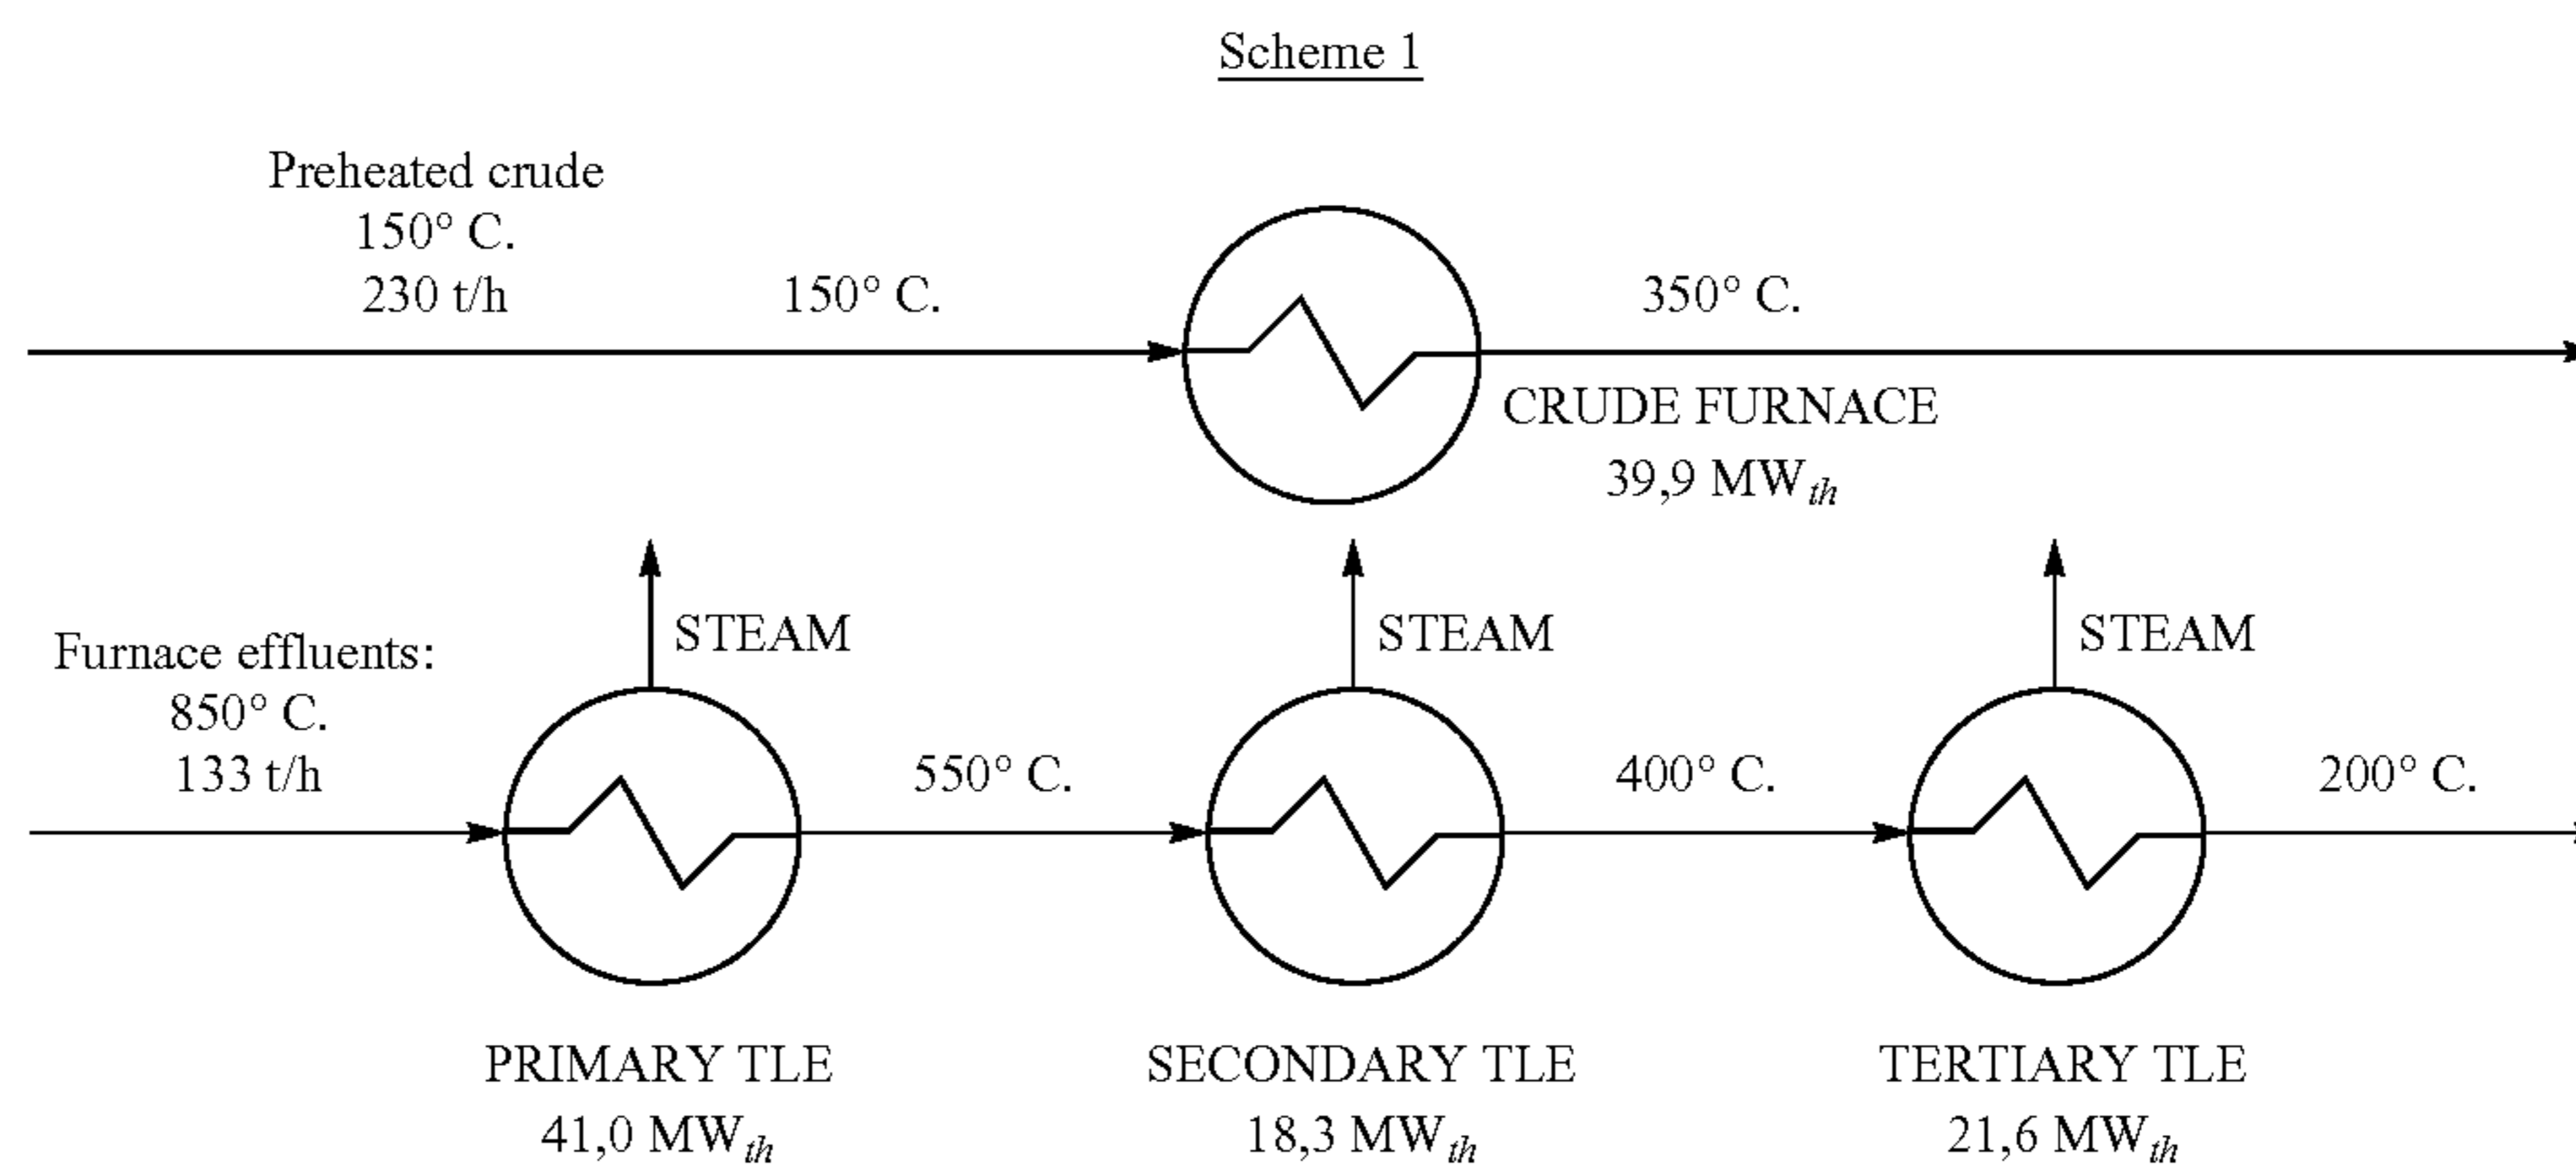 Scheme 1
Preheated crude
150° C.
230 t/h
150° C.
350° C.
CRUDE FURNACE
39,9 MWth
STEAM
STEAM
STEAM
Furnace effluents:
850° C.
133 t/h
550° C.
400° C.
200° C.
PRIMARY TLE
41,0 MWth
SECONDARY TLE
18,3 MWth
TERTIARY TLE
21,6 MWth